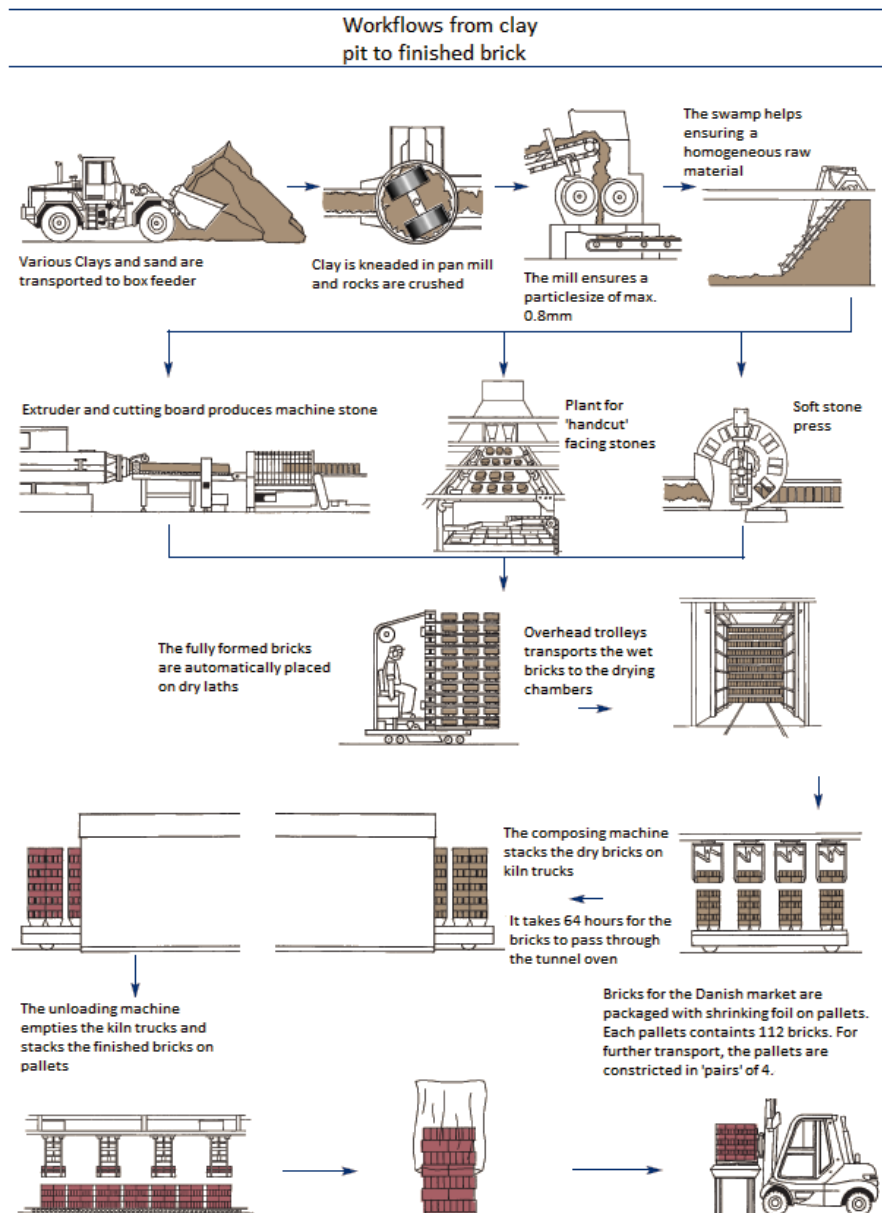 Workflows from clay
pit to finished brick
The swamp helps
ensuring a
homogeneous raw
material
Various Clays and sand are
transported to box feeder
Clay is kneaded in pan mill
and rocks are crushed
The mill ensures a
particlesize of max.
0.8mm
Extruder and cutting board produces machine stone
Plant for
'handcut'
facing stones
Soft stone
press
The fully formed bricks
are automatically placed
on dry laths
Overhead trolleys
transports the wet
bricks to the drying
chambers
The composing machine
stacks the dry bricks on
kiln trucks
It takes 64 hours for the
bricks to pass through
the tunnel oven
The unloading machine
empties the kiln trucks and
stacks the finished bricks on
pallets
Bricks for the Danish market are
packaged with shrinking foil on pallets.
Each pallets containts 112 bricks. For
further transport, the pallets are
constricted in 'pairs' of 4.